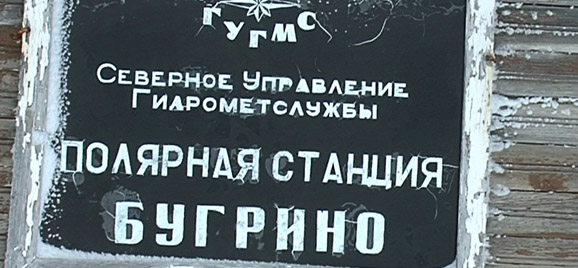 ГУГМС
Северное Управление
Гидрометслужбы
ПОЛЯРНАЯ СТАНЦИЯ
БУГРИНО